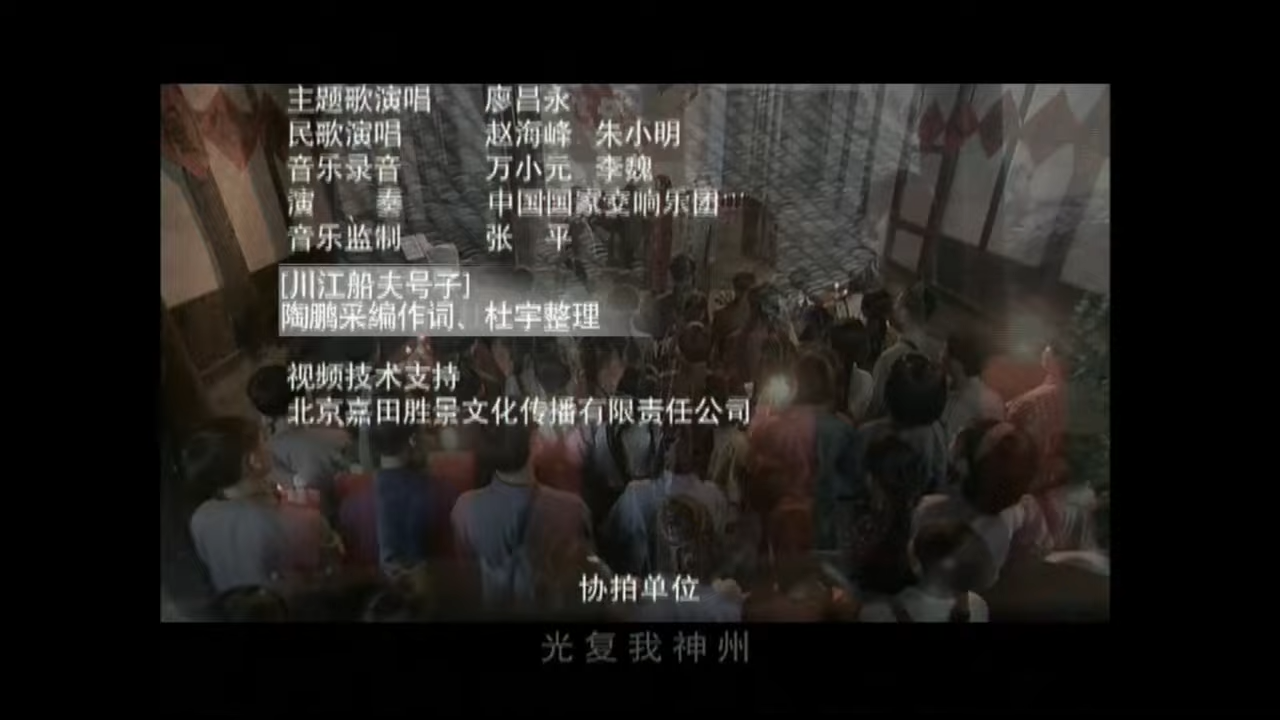 主题歌演唱 廖昌永
民歌演唱 赵海峰 朱小明
音乐录音 万小元 李魏
演 奏 中国国家交响乐团
音乐监制 张 平
[川江船夫号子]
陶鹏采编作词、杜宇整理
视频技术支持
北京嘉田胜景文化传播有限责任公司
协拍单位
光复我神州